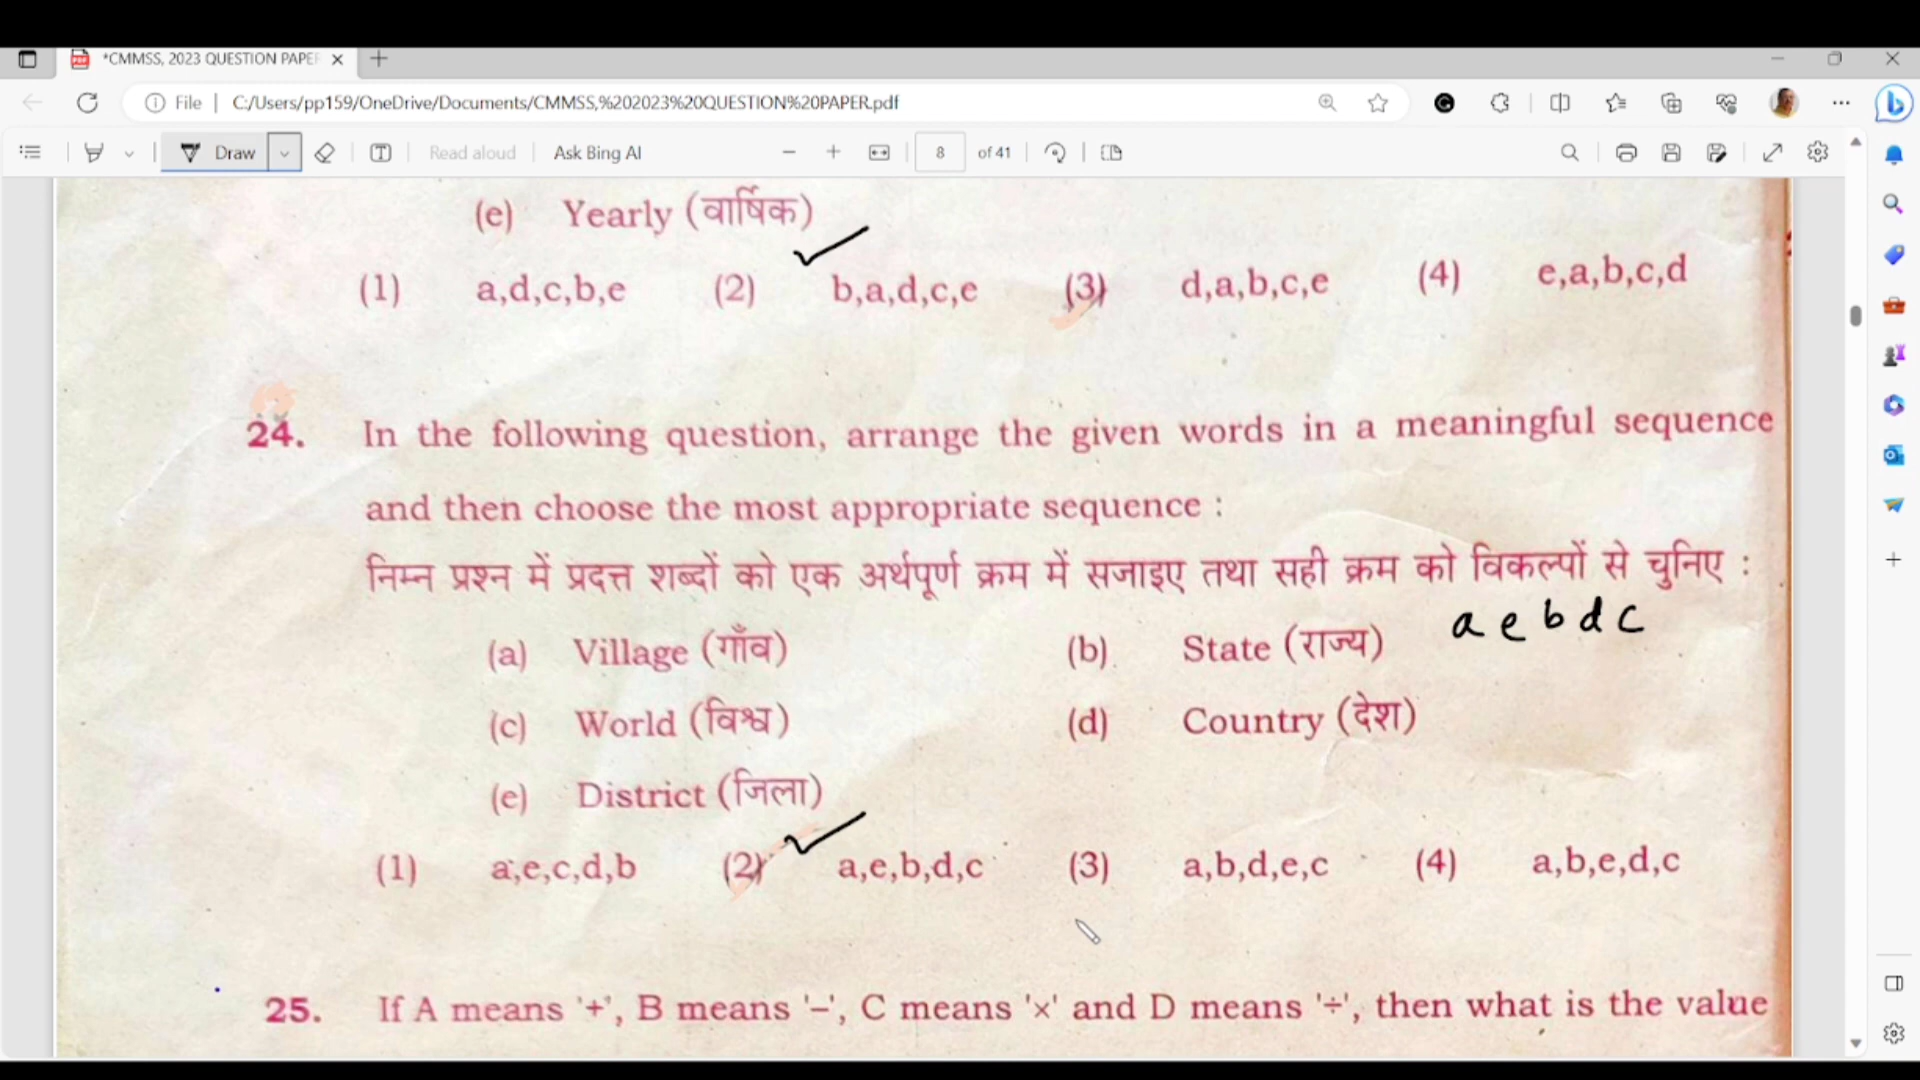 *CMMSS, 2023 QUESTION PAPER
File | C:/Users/pp159/OneDrive/Documents/CMMSS,%202023%20QUESTION%20PAPER.pdf
Draw Read aloud Ask Bing AI 8 of 41
(e) Yearly (वार्षिक)
(1) a,d,c,b,e (2) b,a,d,c,e (3) d,a,b,c,e (4) e,a,b,c,d
24. In the following question, arrange the given words in a meaningful sequence
and then choose the most appropriate sequence :
निम्न प्रश्न में प्रदत्त शब्दों को एक अर्थपूर्ण क्रम में सजाइए तथा सही क्रम को विकल्पों से चुनिए :
a e b d c
(a) Village (गाँव) (b) State (राज्य)
(c) World (विश्व) (d) Country (देश)
(e) District (जिला)
(1) a,e,c,d,b (2) a,e,b,d,c (3) a,b,d,e,c (4) a,b,e,d,c
25. If A means '+', B means '–', C means '×' and D means '÷', then what is the value